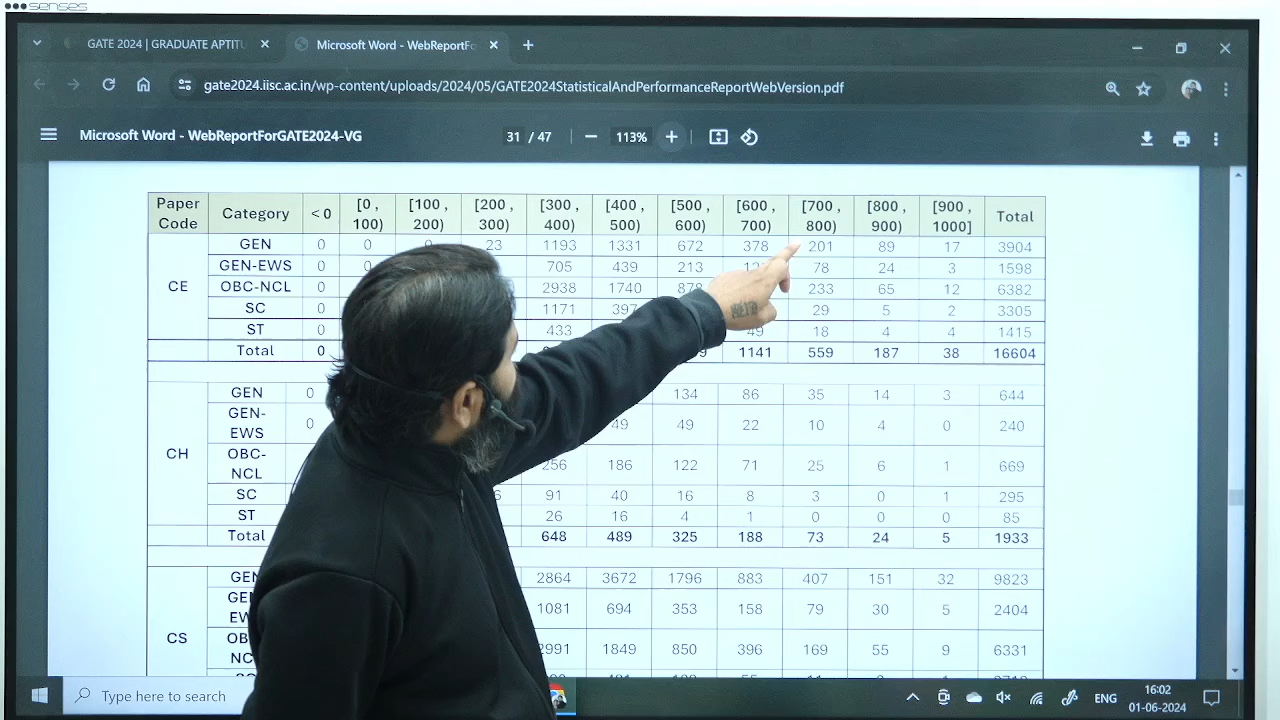 senses
GATE 2024 | GRADUATE APTITU
Microsoft Word - WebReportFo
gate2024.iisc.ac.in/wp-content/uploads/2024/05/GATE2024StatisticalAndPerformanceReportWebVersion.pdf
Microsoft Word - WebReportForGATE2024-VG 31 / 47 113%
Paper Code Category < 0 [0 , 100) [100 , 200) [200 , 300) [300 , 400) [400 , 500) [500 , 600) [600 , 700) [700 , 800) [800 , 900) [900 , 1000] Total
GEN 0 0 0 23 1193 1331 672 378 201 89 17 3904
GEN-EWS 0 0 705 439 213 78 24 3 1598
CE OBC-NCL 0 2938 1740 233 65 12 6382
SC 0 1171 397 29 5 2 3305
ST 0 433 49 18 4 4 1415
Total 0 1141 559 187 38 16604
GEN 0 134 86 35 14 3 644
GEN-EWS 0 49 49 22 10 4 0 240
CH OBC-NCL 256 186 122 71 25 6 1 669
SC 91 40 16 8 3 0 1 295
ST 26 16 4 1 0 0 0 85
Total 648 489 325 188 73 24 5 1933
2864 3672 1796 883 407 151 32 9823
1081 694 353 158 79 30 5 2404
CS 1849 850 396 169 55 9 6331
Type here to search
ENG
16:02
01-06-2024